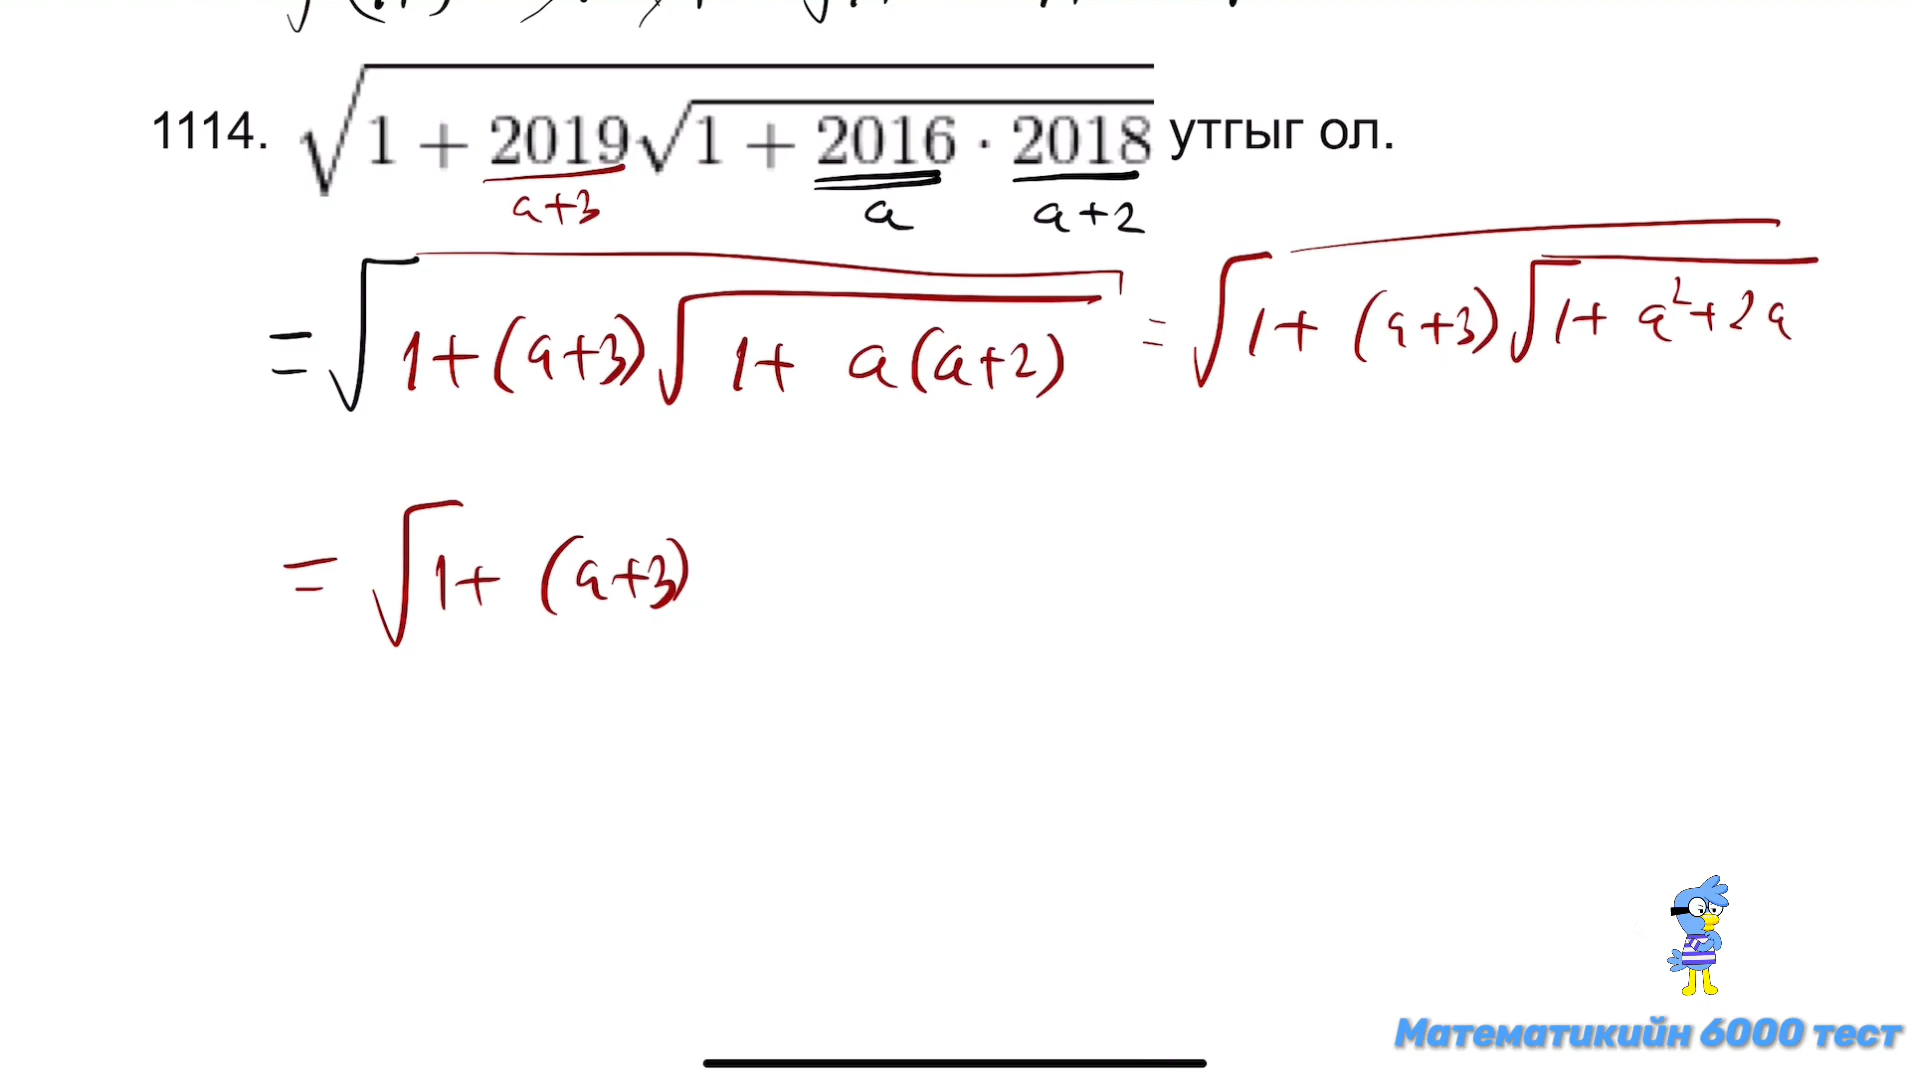 1114. √(1 + 2019√(1 + 2016 · 2018)) утгыг ол.
a+3 a a+2
= √(1+(a+3)√(1+ a(a+2))) = √(1+ (a+3)√(1+ a²+2a))
= √(1+ (a+3)
Математикийн 6000 тест